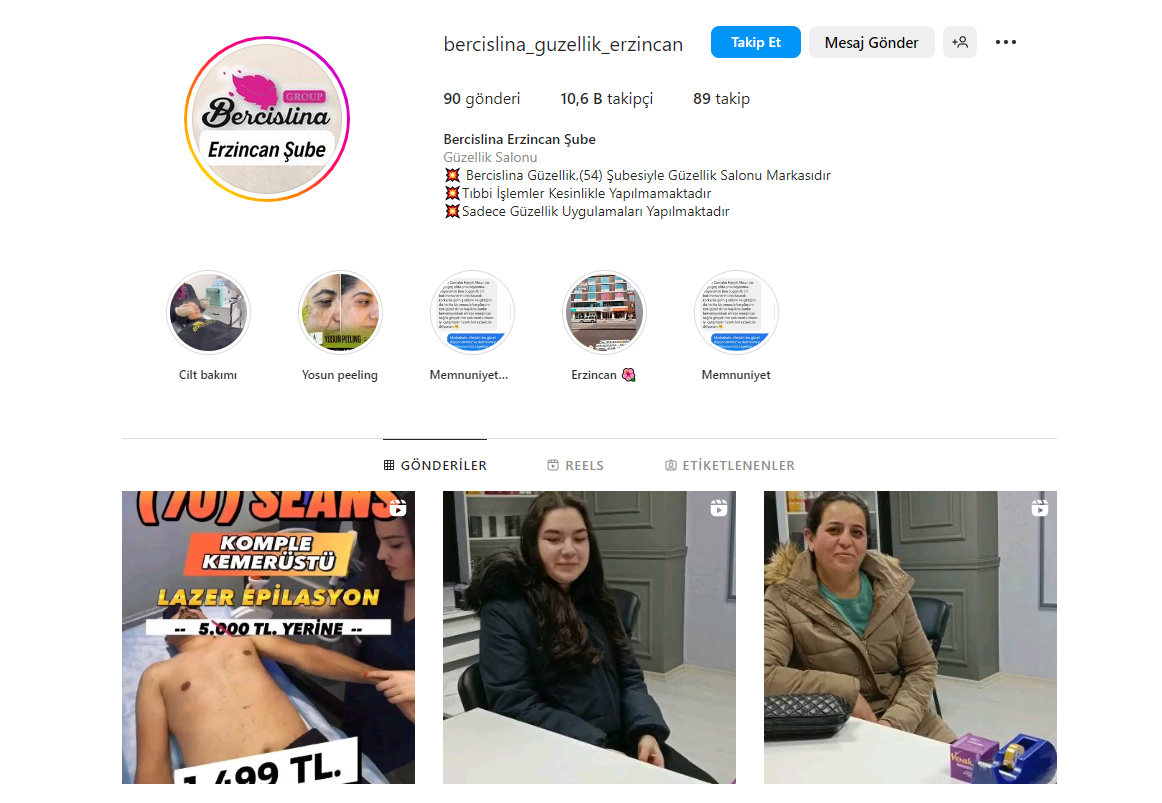 bercislina_guzellik_erzincan
Takip Et
Mesaj Gönder
GROUP
Bercislina
Erzincan Şube
90 gönderi
10,6 B takipçi
89 takip
Bercislina Erzincan Şube
Güzellik Salonu
💥 Bercislina Güzellik,(54) Şubesiyle Güzellik Salonu Markasıdır
💥Tıbbi İşlemler Kesinlikle Yapılmamaktadır
💥Sadece Güzellik Uygulamaları Yapılmaktadır
YOSUN PEELING
Cilt bakımı
Yosun peeling
Memnuniyet...
Erzincan 🌺
Memnuniyet
GÖNDERİLER
REELS
ETİKETLENENLER
(70) SEANS
KOMPLE
KEMERÜSTÜ
LAZER EPİLASYON
-- 5.000 TL. YERİNE --
1.499 TL.